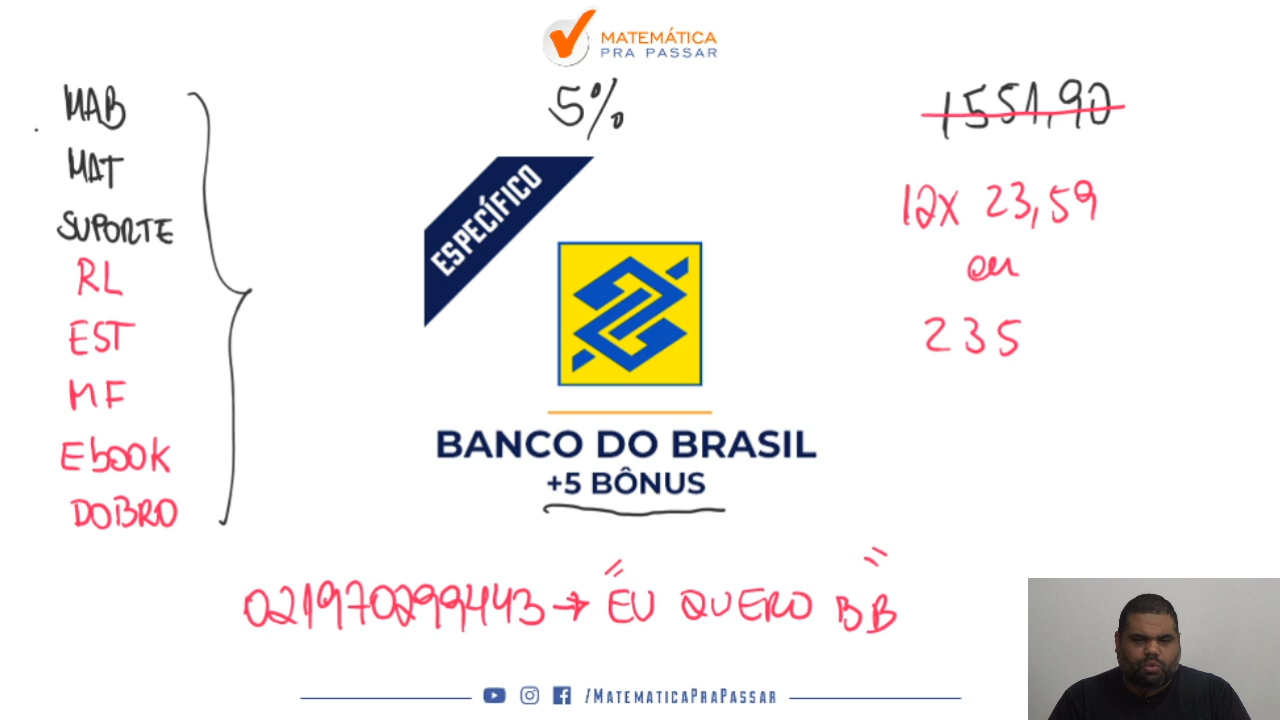 MATEMÁTICA
PRA PASSAR
MAB
MAT
SUPORTE
RL
EST
MF
Ebook
DOBRO
5%
ESPECÍFICO
BANCO DO BRASIL
+5 BÔNUS
1551,90
12x 23,59
ou
235
021970299443 → "EU QUERO BB"
/MATEMATICAPRAPASSAR